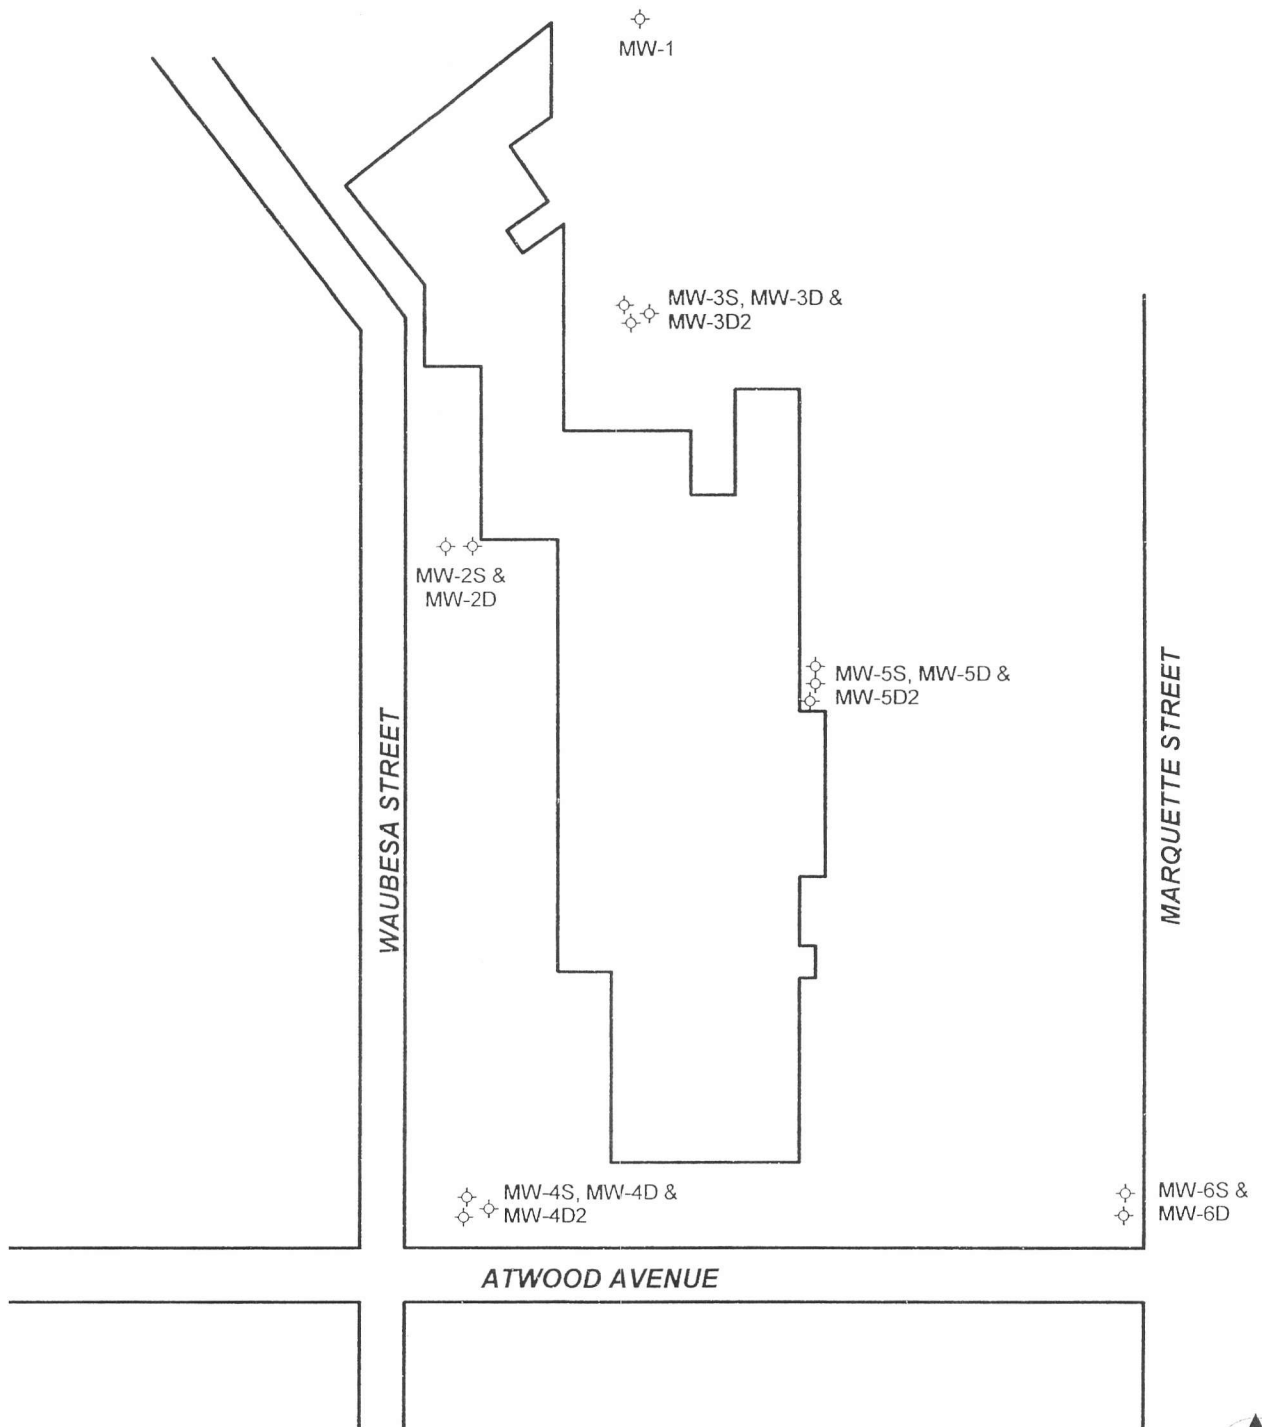 MW-1
MW-3S, MW-3D &
MW-3D2
MW-2S &
MW-2D
MW-5S, MW-5D &
MW-5D2
WAUBESA STREET
MARQUETTE STREET
MW-4S, MW-4D &
MW-4D2
MW-6S &
MW-6D
ATWOOD AVENUE